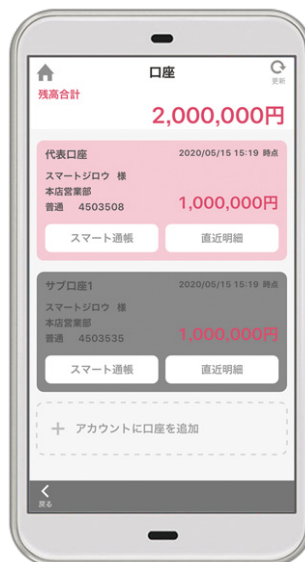 口座
更新
残高合計
2,000,000円
代表口座 2020/05/15 15:19 時点
スマートジロウ 様
本店営業部
普通 4503508 1,000,000円
スマート通帳 直近明細
サブ口座1 2020/05/15 15:19 時点
スマートジロウ 様
本店営業部
普通 4503535 1,000,000円
スマート通帳 直近明細
+ アカウントに口座を追加
戻る